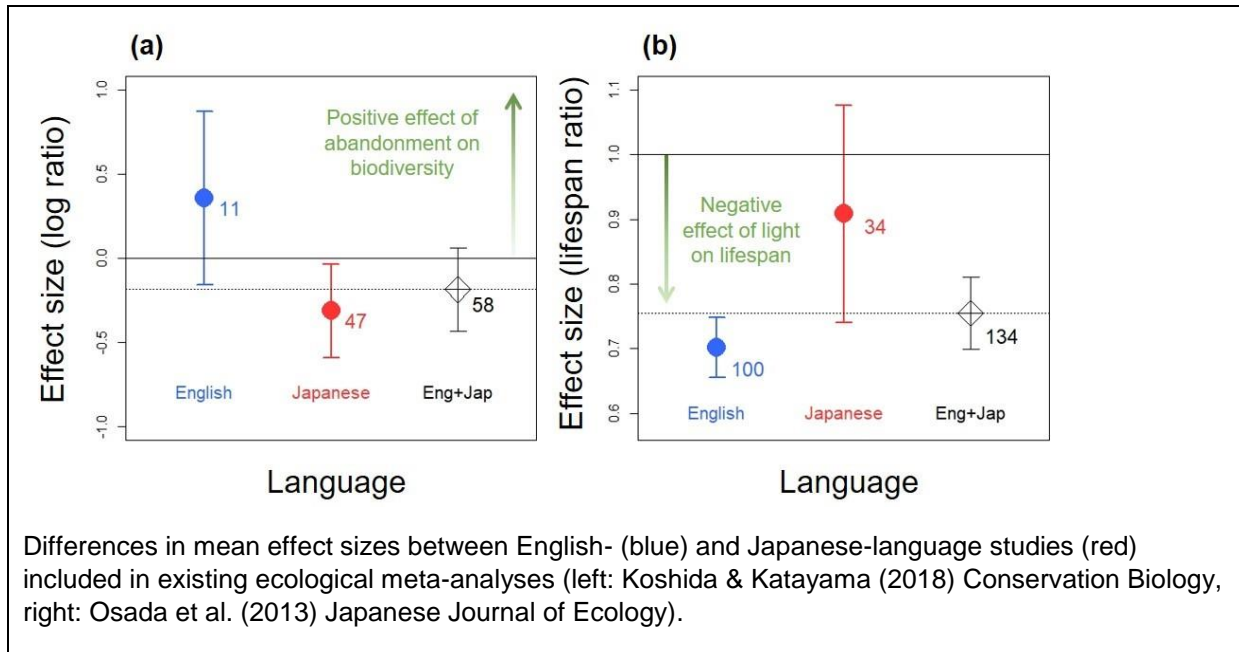 (a)
Effect size (log ratio)
1.0
0.5
0.0
-0.5
-1.0
Positive effect of
abandonment on
biodiversity
11
47
58
English
Japanese
Eng+Jap
Language
(b)
Effect size (lifespan ratio)
1.1
1.0
0.9
0.8
0.7
0.6
Negative
effect of light
on lifespan
34
100
134
English
Japanese
Eng+Jap
Language
Differences in mean effect sizes between English- (blue) and Japanese-language studies (red)
included in existing ecological meta-analyses (left: Koshida & Katayama (2018) Conservation Biology,
right: Osada et al. (2013) Japanese Journal of Ecology).